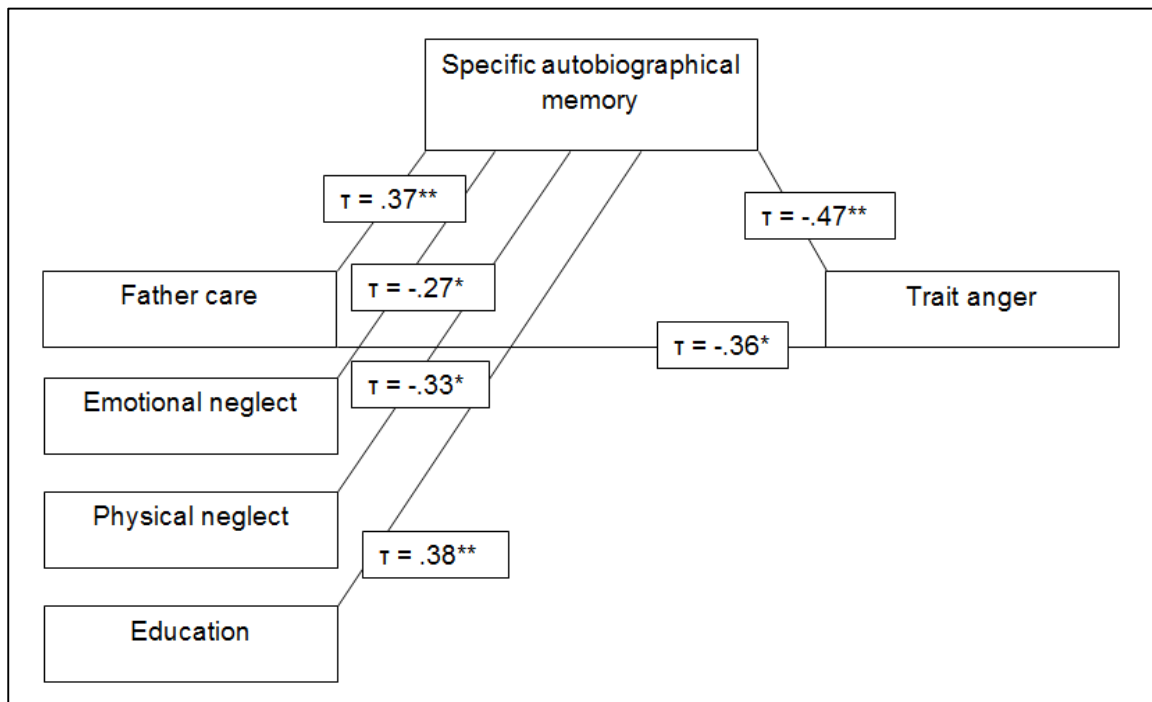 Specific autobiographical
memory
τ = .37**
τ = -.47**
Father care
τ = -.27*
Trait anger
τ = -.36*
τ = -.33*
Emotional neglect
Physical neglect
τ = .38**
Education